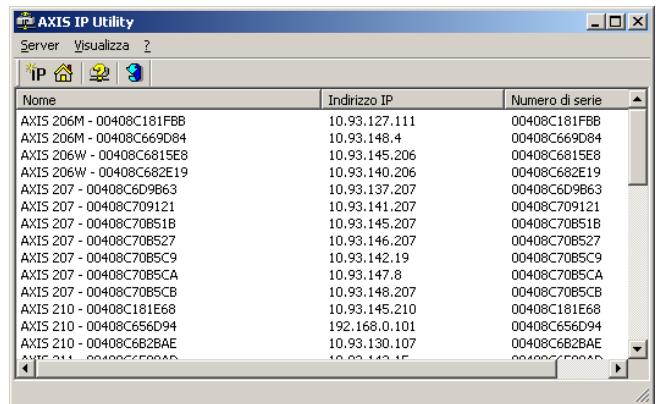 AXIS IP Utility
Server Visualizza ?
IP
Nome Indirizzo IP Numero di serie
AXIS 206M - 00408C181FBB 10.93.127.111 00408C181FBB
AXIS 206M - 00408C669D84 10.93.148.4 00408C669D84
AXIS 206W - 00408C6815E8 10.93.145.206 00408C6815E8
AXIS 206W - 00408C682E19 10.93.140.206 00408C682E19
AXIS 207 - 00408C6D9B63 10.93.137.207 00408C6D9B63
AXIS 207 - 00408C709121 10.93.141.207 00408C709121
AXIS 207 - 00408C70B51B 10.93.145.207 00408C70B51B
AXIS 207 - 00408C70B527 10.93.146.207 00408C70B527
AXIS 207 - 00408C70B5C9 10.93.142.19 00408C70B5C9
AXIS 207 - 00408C70B5CA 10.93.147.8 00408C70B5CA
AXIS 207 - 00408C70B5CB 10.93.148.207 00408C70B5CB
AXIS 210 - 00408C181E68 10.93.145.210 00408C181E68
AXIS 210 - 00408C656D94 192.168.0.101 00408C656D94
AXIS 210 - 00408C6B2BAE 10.93.130.107 00408C6B2BAE
AXIS 211 -